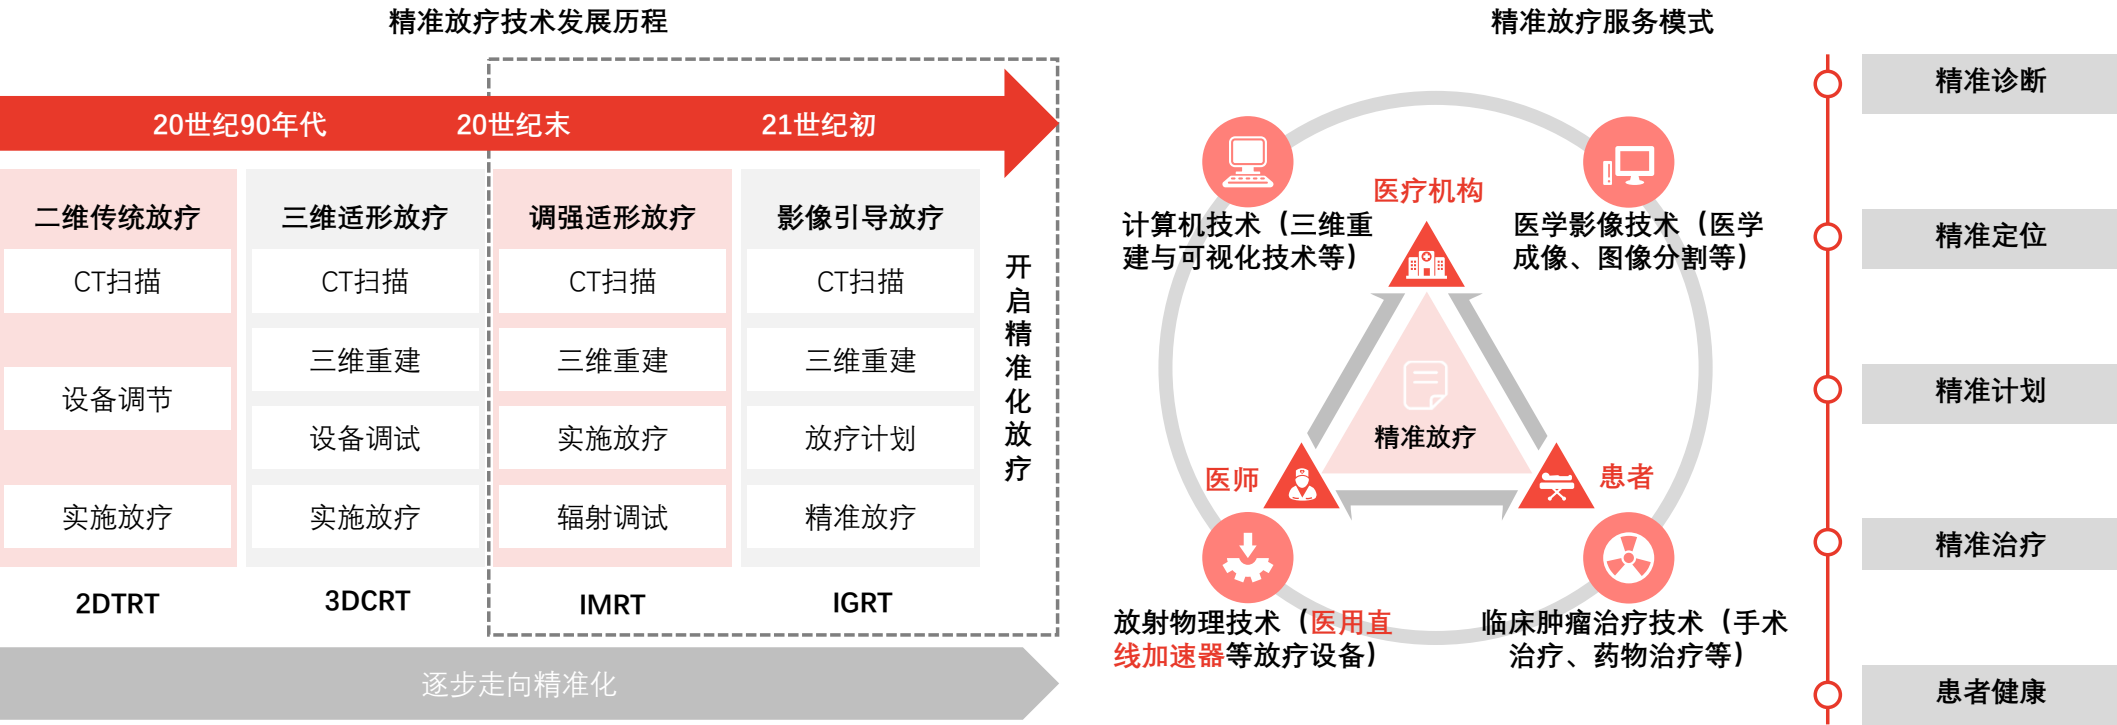 精准放疗技术发展历程
20世纪90年代
20世纪末
21世纪初
二维传统放疗
CT扫描
设备调节
实施放疗
2DTRT
三维适形放疗
CT扫描
三维重建
设备调试
实施放疗
3DCRT
调强适形放疗
CT扫描
三维重建
实施放疗
辐射调试
IMRT
影像引导放疗
CT扫描
三维重建
放疗计划
精准放疗
IGRT
开启精准化放疗
逐步走向精准化
精准放疗服务模式
计算机技术（三维重
建与可视化技术等）
医学影像技术（医学
成像、图像分割等）
医疗机构
精准放疗
医师
患者
放射物理技术（医用直
线加速器等放疗设备）
临床肿瘤治疗技术（手术
治疗、药物治疗等）
精准诊断
精准定位
精准计划
精准治疗
患者健康